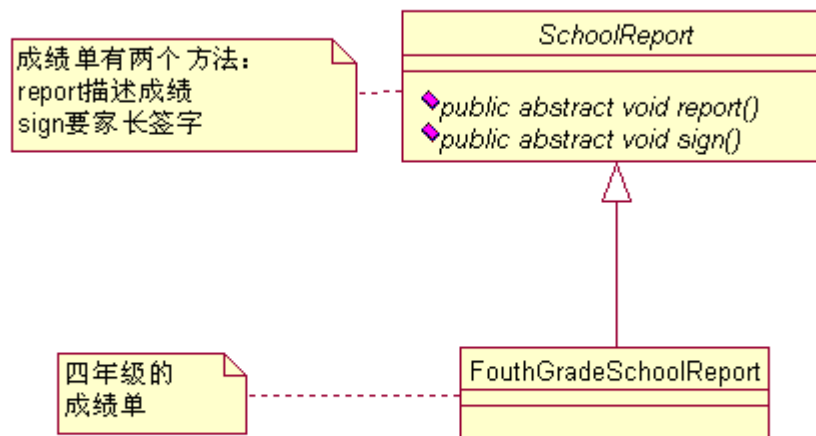 成绩单有两个方法：
report描述成绩
sign要家长签字
SchoolReport
public abstract void report()
public abstract void sign()
四年级的
成绩单
FouthGradeSchoolReport